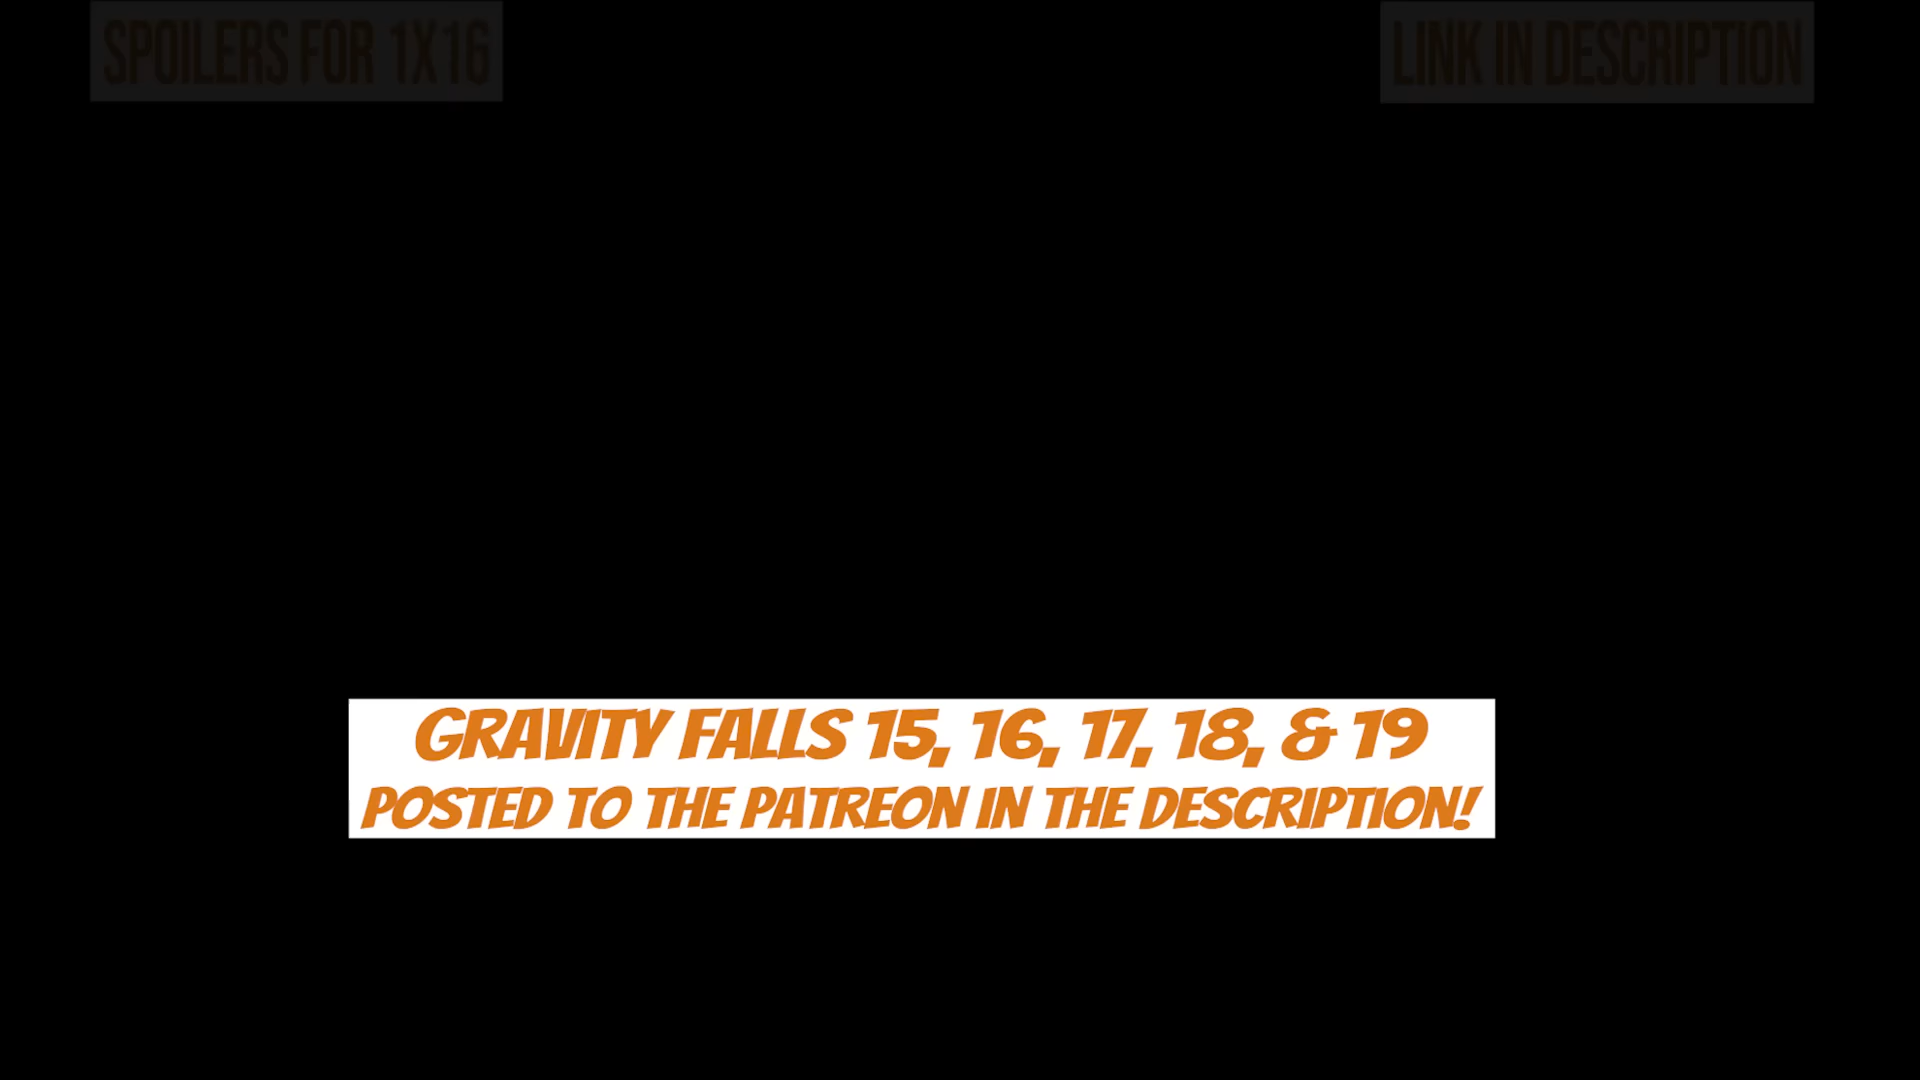 SPOILERS FOR 1X16
LINK IN DESCRIPTION
GRAVITY FALLS 15, 16, 17, 18, & 19
POSTED TO THE PATREON IN THE DESCRIPTION!